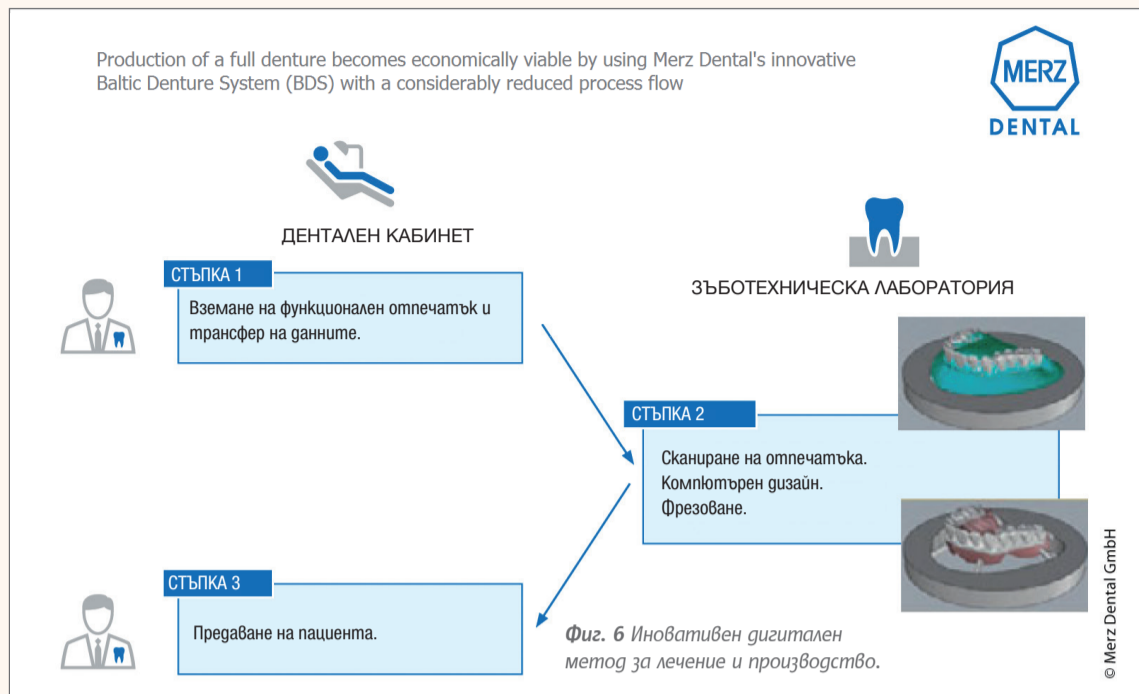 Production of a full denture becomes economically viable by using Merz Dental's innovative
Baltic Denture System (BDS) with a considerably reduced process flow
MERZ
DENTAL
ДЕНТАЛЕН КАБИНЕТ
ЗЪБОТЕХНИЧЕСКА ЛАБОРАТОРИЯ
СТЪПКА 1
Вземане на функционален отпечатък и
трансфер на данните.
СТЪПКА 2
Сканиране на отпечатъка.
Компютърен дизайн.
Фрезоване.
СТЪПКА 3
Предаване на пациента.
Фиг. 6 Иновативен дигитален
метод за лечение и производство.
© Merz Dental GmbH